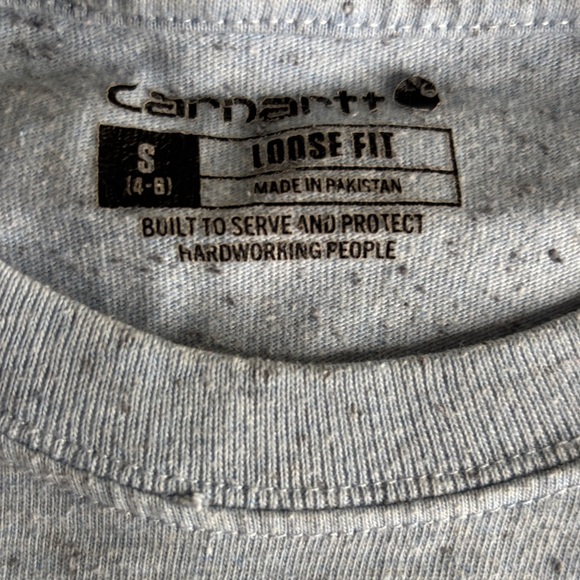 carhartt
S
(4-6)
LOOSE FIT
MADE IN PAKISTAN
BUILT TO SERVE AND PROTECT
HARDWORKING PEOPLE